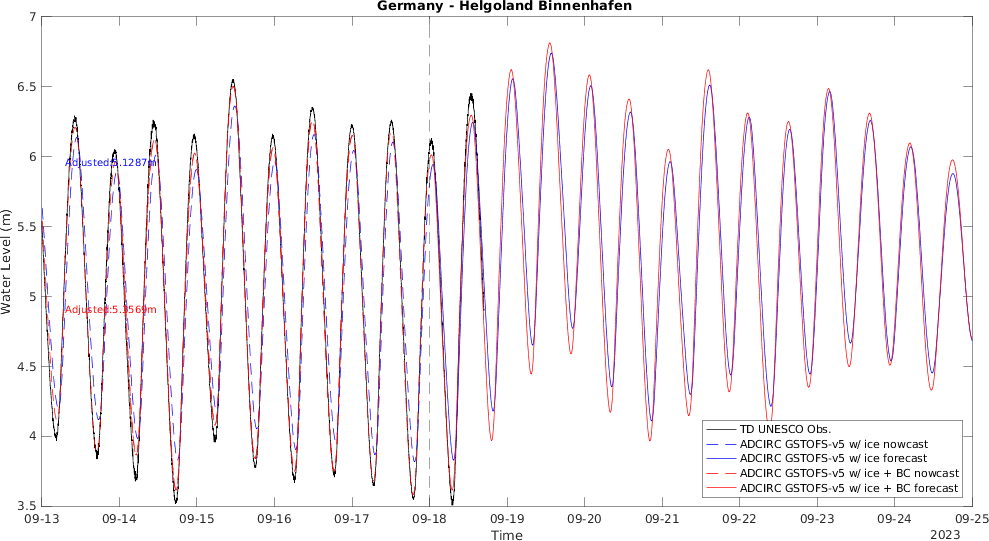 Germany - Helgoland Binnenhafen
7
6.5
6
5.5
5
4.5
4
3.5
Water Level (m)
Adjusted:5.1287m
Adjusted:5.3569m
TD UNESCO Obs.
ADCIRC GSTOFS-v5 w/ ice nowcast
ADCIRC GSTOFS-v5 w/ ice forecast
ADCIRC GSTOFS-v5 w/ ice + BC nowcast
ADCIRC GSTOFS-v5 w/ ice + BC forecast
09-13 09-14 09-15 09-16 09-17 09-18 09-19 09-20 09-21 09-22 09-23 09-24 09-25
Time
2023